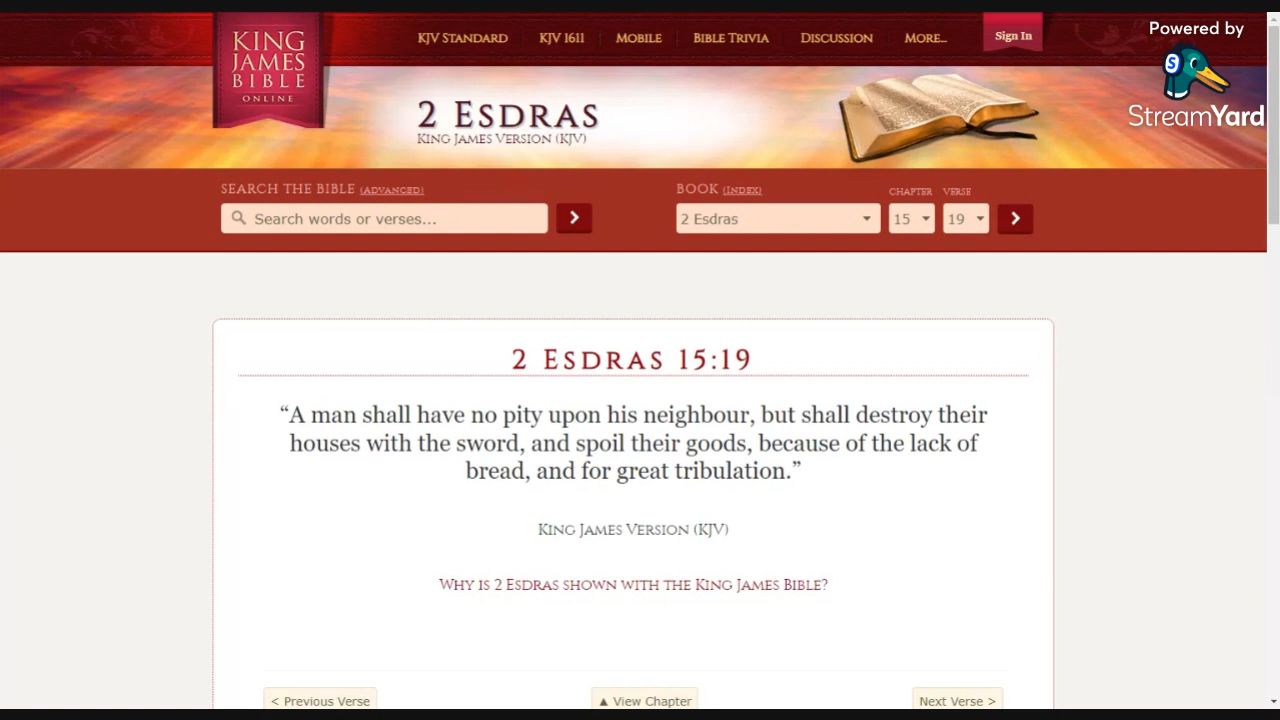 KING
JAMES
BIBLE
ONLINE
KJV STANDARD
KJV 1611
MOBILE
BIBLE TRIVIA
DISCUSSION
MORE...
Sign In
Powered by
S
StreamYard
2 ESDRAS
KING JAMES VERSION (KJV)
SEARCH THE BIBLE (ADVANCED)
BOOK (INDEX)
CHAPTER
VERSE
Search words or verses...
2 Esdras
15
19
2 ESDRAS 15:19
“A man shall have no pity upon his neighbour, but shall destroy their
houses with the sword, and spoil their goods, because of the lack of
bread, and for great tribulation.”
KING JAMES VERSION (KJV)
WHY IS 2 ESDRAS SHOWN WITH THE KING JAMES BIBLE?
< Previous Verse
▲ View Chapter
Next Verse >